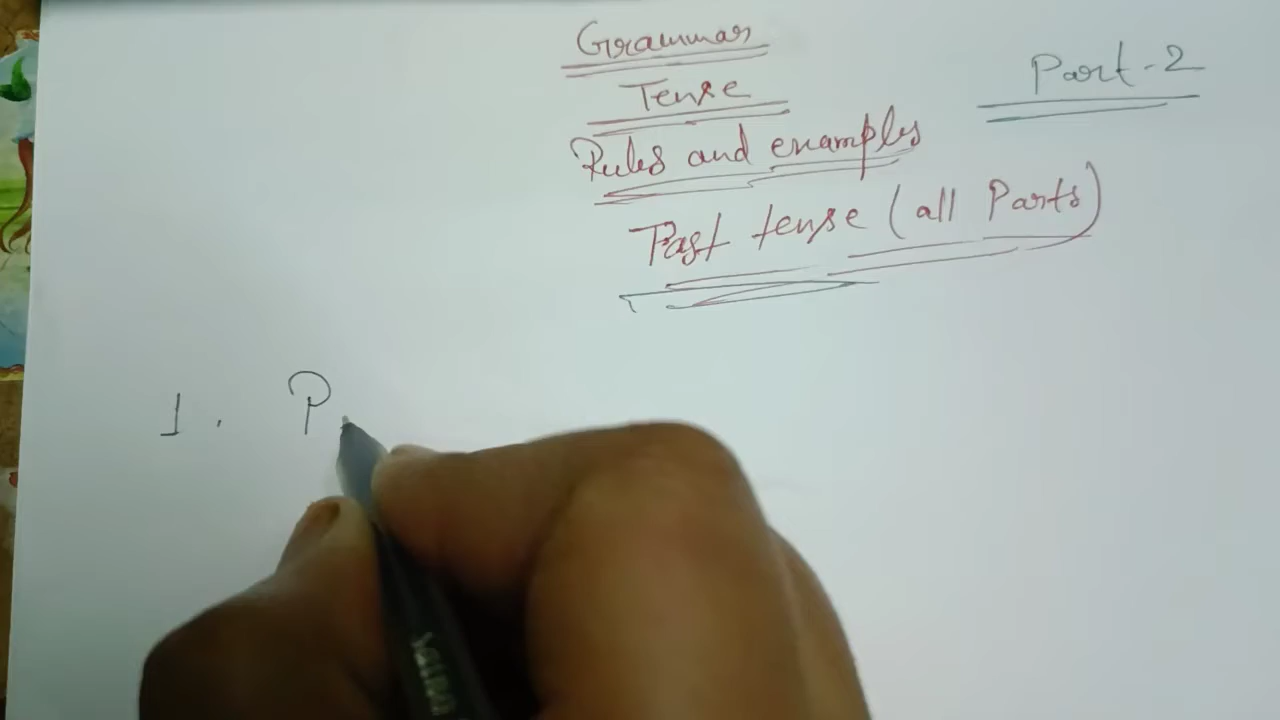 Grammar
Tense
Part-2
Rules and examples
Past tense (all Parts)
1. P